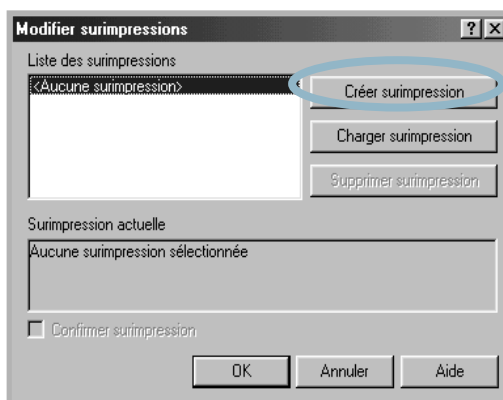 Modifier surimpressions
Liste des surimpressions
<Aucune surimpression>
Créer surimpression
Charger surimpression
Supprimer surimpression
Surimpression actuelle
Aucune surimpression sélectionnée
Confirmer surimpression
OK Annuler Aide